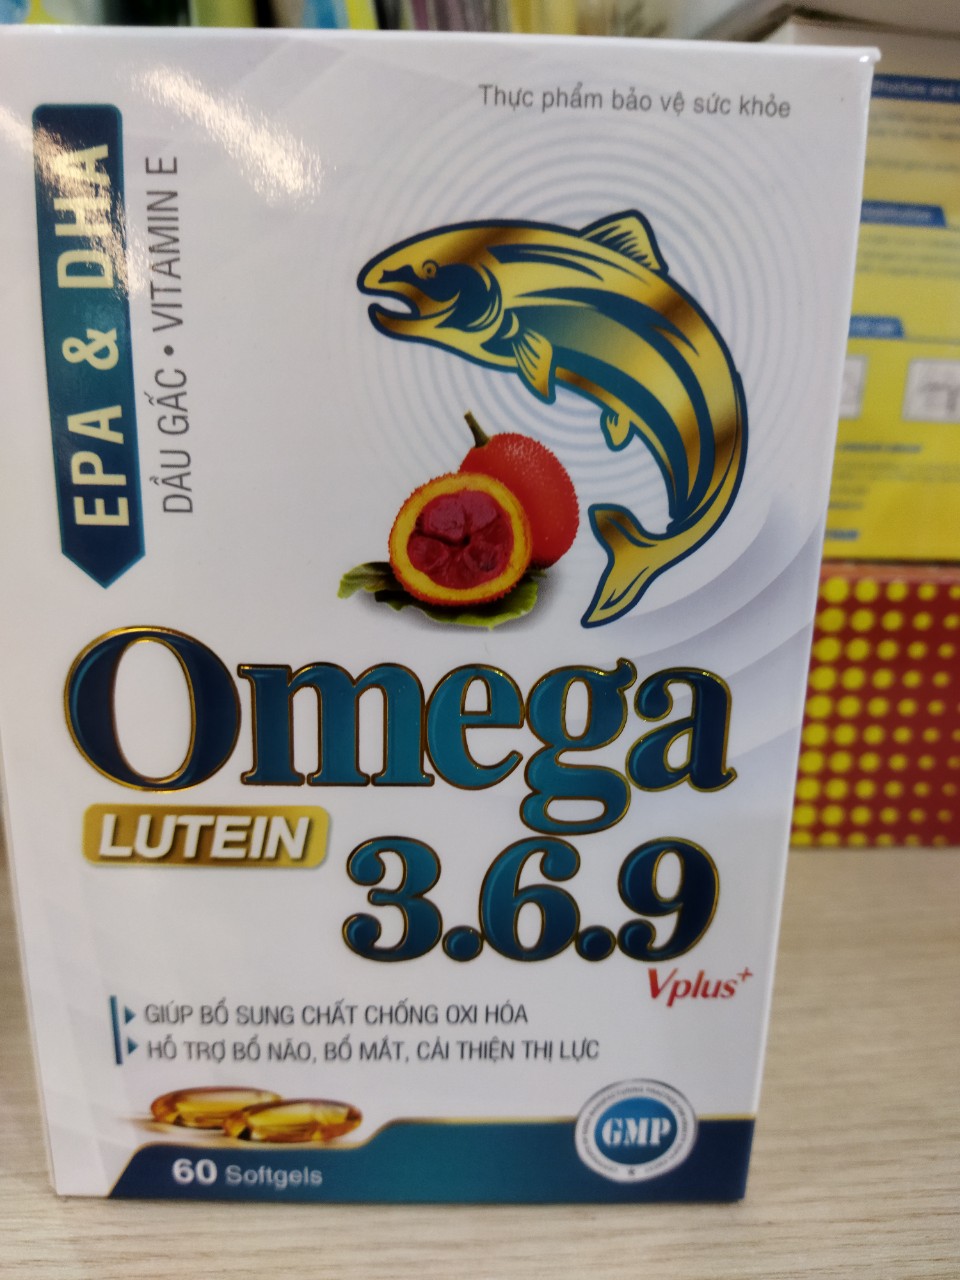 Thực phẩm bảo vệ sức khỏe
EPA & DHA
DẦU GẤC • VITAMIN E
Omega
LUTEIN
3.6.9
Vplus+
GIÚP BỔ SUNG CHẤT CHỐNG OXI HÓA
HỖ TRỢ BỔ NÃO, BỔ MẮT, CẢI THIỆN THỊ LỰC
GMP
60 Softgels